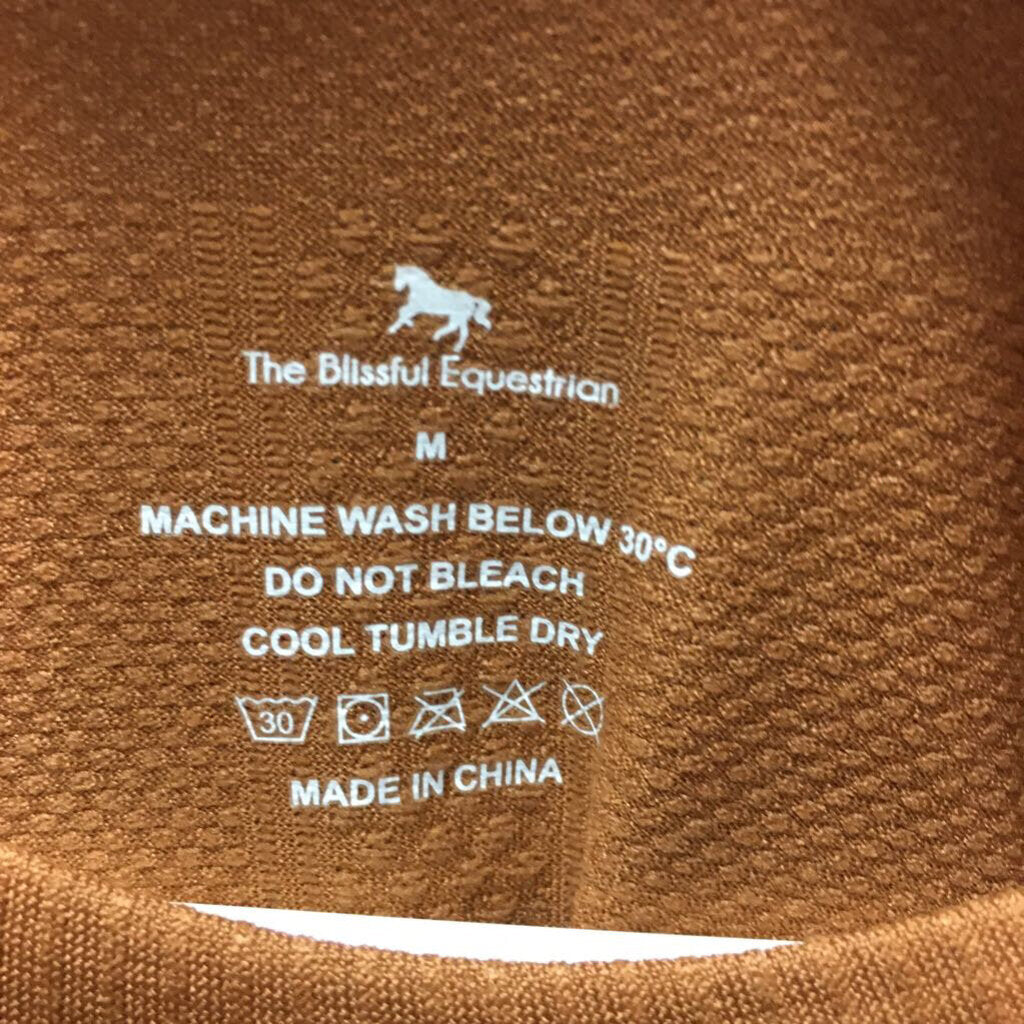 The Blissful Equestrian
M
MACHINE WASH BELOW 30°C
DO NOT BLEACH
COOL TUMBLE DRY
30
MADE IN CHINA